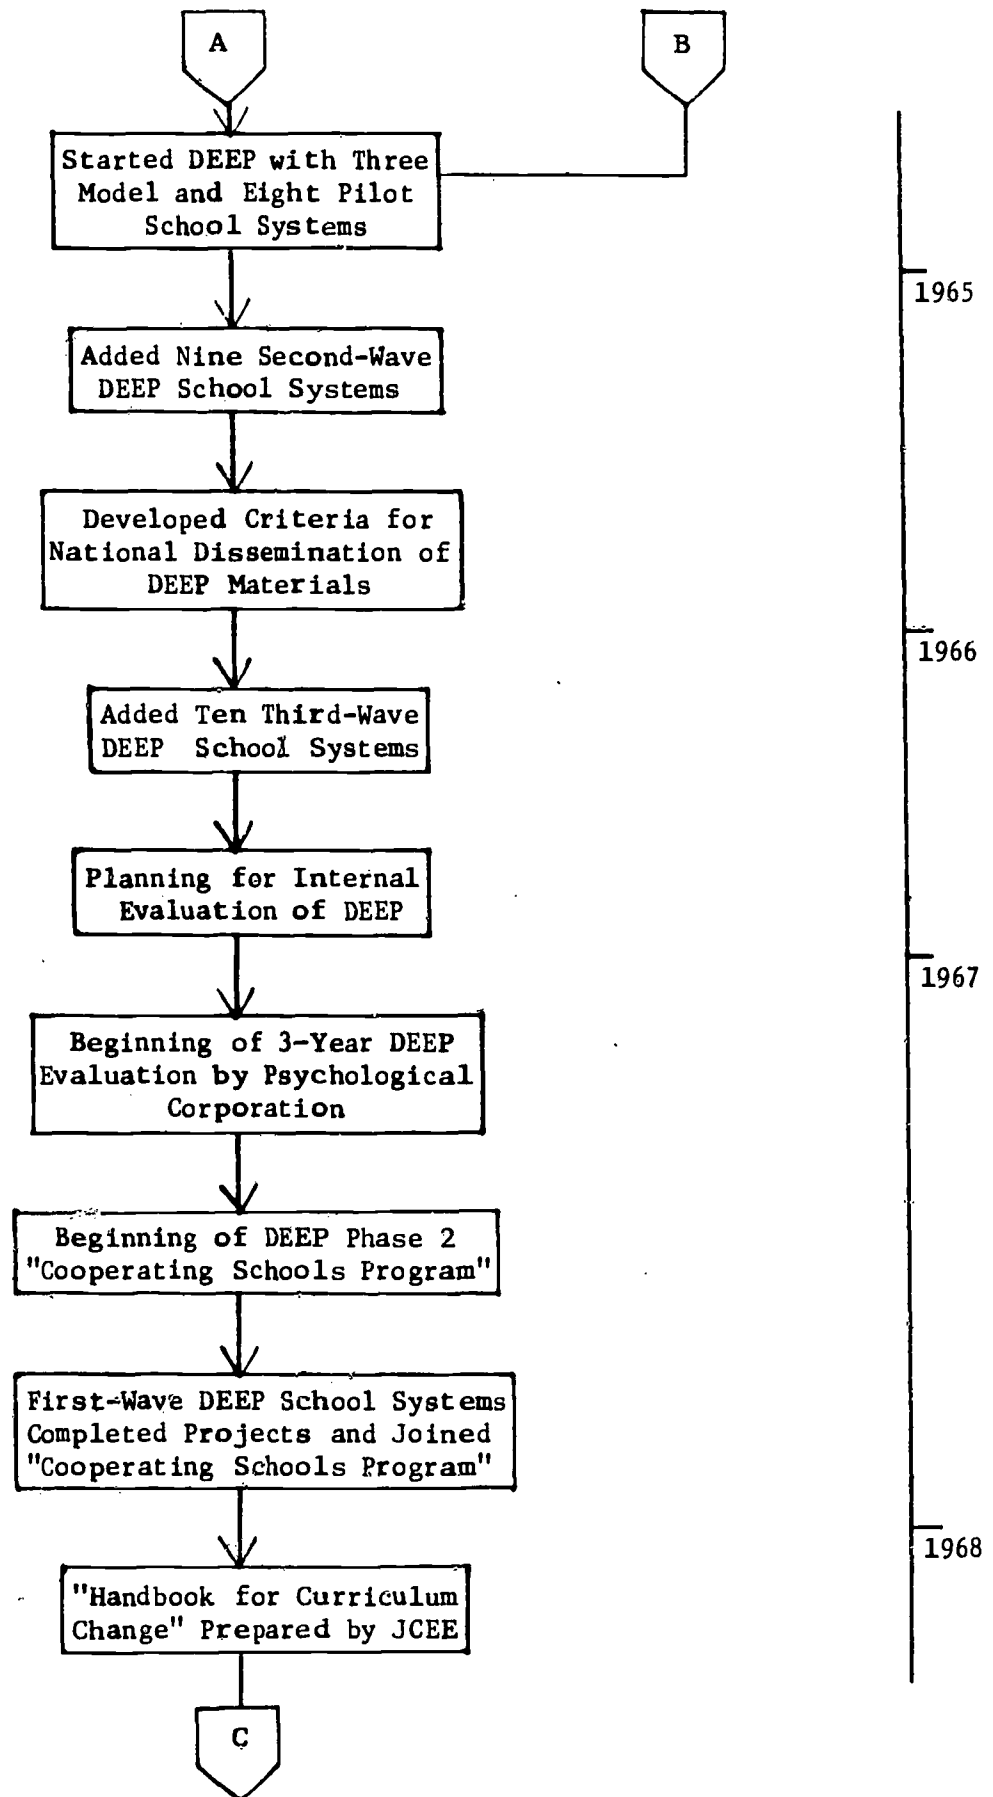 A
B
Started DEEP with Three
Model and Eight Pilot
School Systems
1965
Added Nine Second-Wave
DEEP School Systems
Developed Criteria for
National Dissemination of
DEEP Materials
1966
Added Ten Third-Wave
DEEP School Systems
Planning for Internal
Evaluation of DEEP
1967
Beginning of 3-Year DEEP
Evaluation by Psychological
Corporation
Beginning of DEEP Phase 2
"Cooperating Schools Program"
First-Wave DEEP School Systems
Completed Projects and Joined
"Cooperating Schools Program"
1968
"Handbook for Curriculum
Change" Prepared by JCEE
C